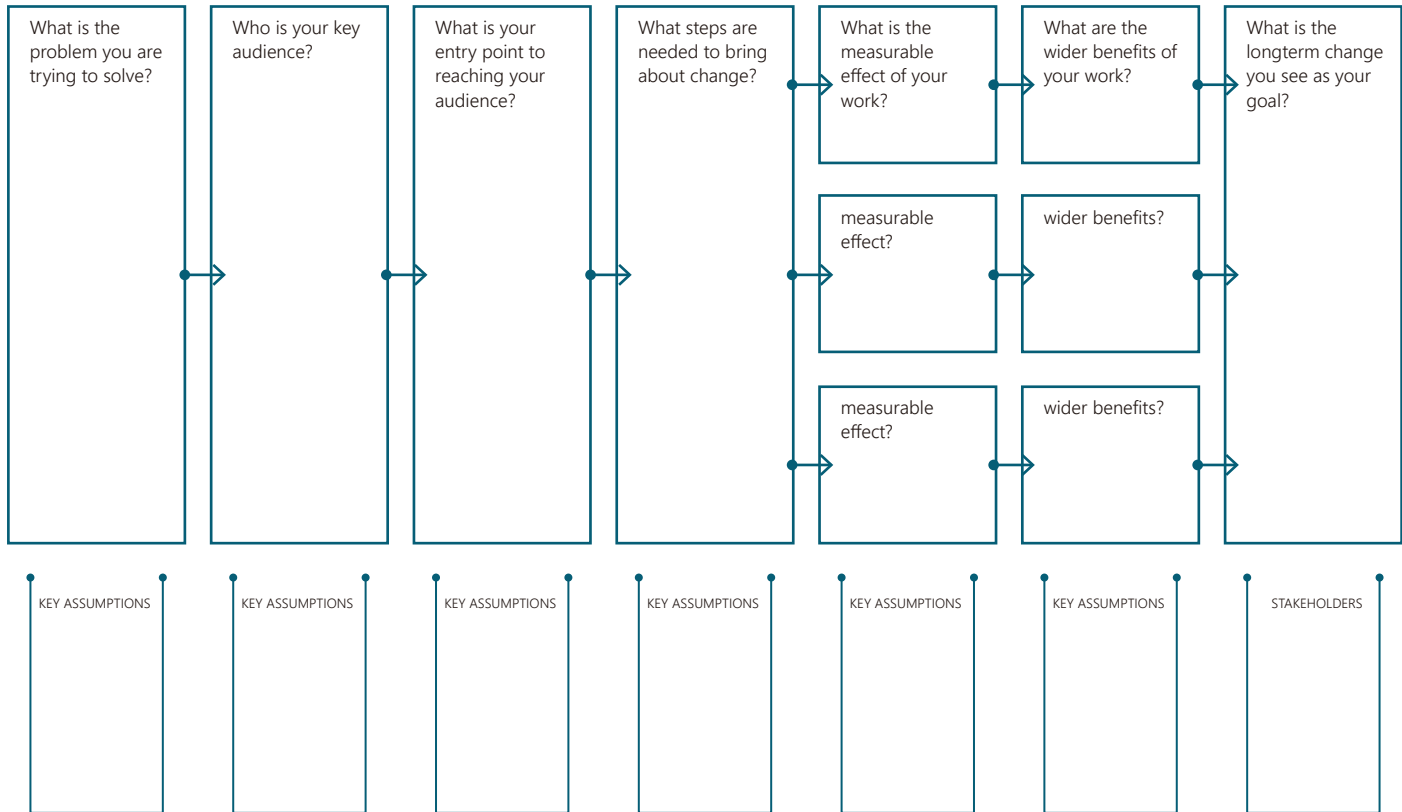 What is the
problem you are
trying to solve?
Who is your key
audience?
What is your
entry point to
reaching your
audience?
What steps are
needed to bring
about change?
What is the
measurable
effect of your
work?
What are the
wider benefits of
your work?
What is the
longterm change
you see as your
goal?
measurable
effect?
wider benefits?
measurable
effect?
wider benefits?
KEY ASSUMPTIONS
KEY ASSUMPTIONS
KEY ASSUMPTIONS
KEY ASSUMPTIONS
KEY ASSUMPTIONS
KEY ASSUMPTIONS
STAKEHOLDERS